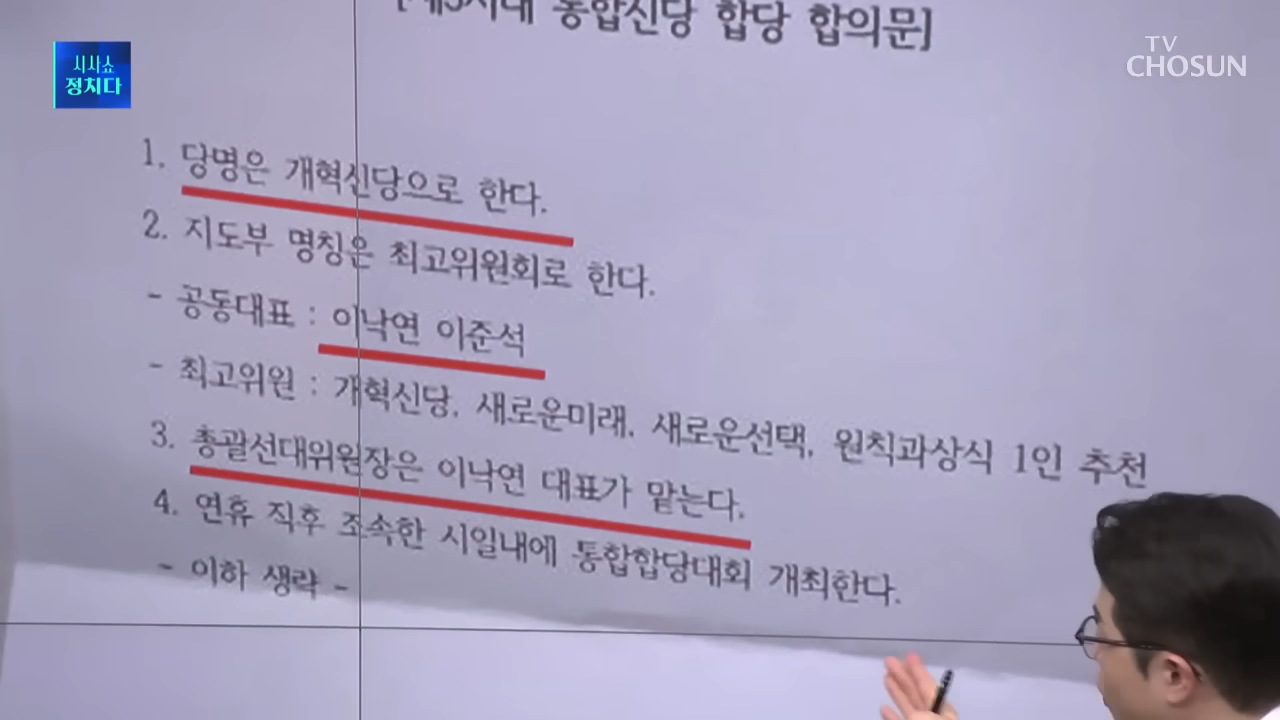 [제3지대 통합신당 합당 합의문]
시사쇼
정치다
TV
CHOSUN
1. 당명은 개혁신당으로 한다.
2. 지도부 명칭은 최고위원회로 한다.
- 공동대표 : 이낙연 이준석
- 최고위원 : 개혁신당, 새로운미래, 새로운선택, 원칙과상식 1인 추천
3. 총괄선대위원장은 이낙연 대표가 맡는다.
4. 연휴 직후 조속한 시일내에 통합합당대회 개최한다.
- 이하 생략 -